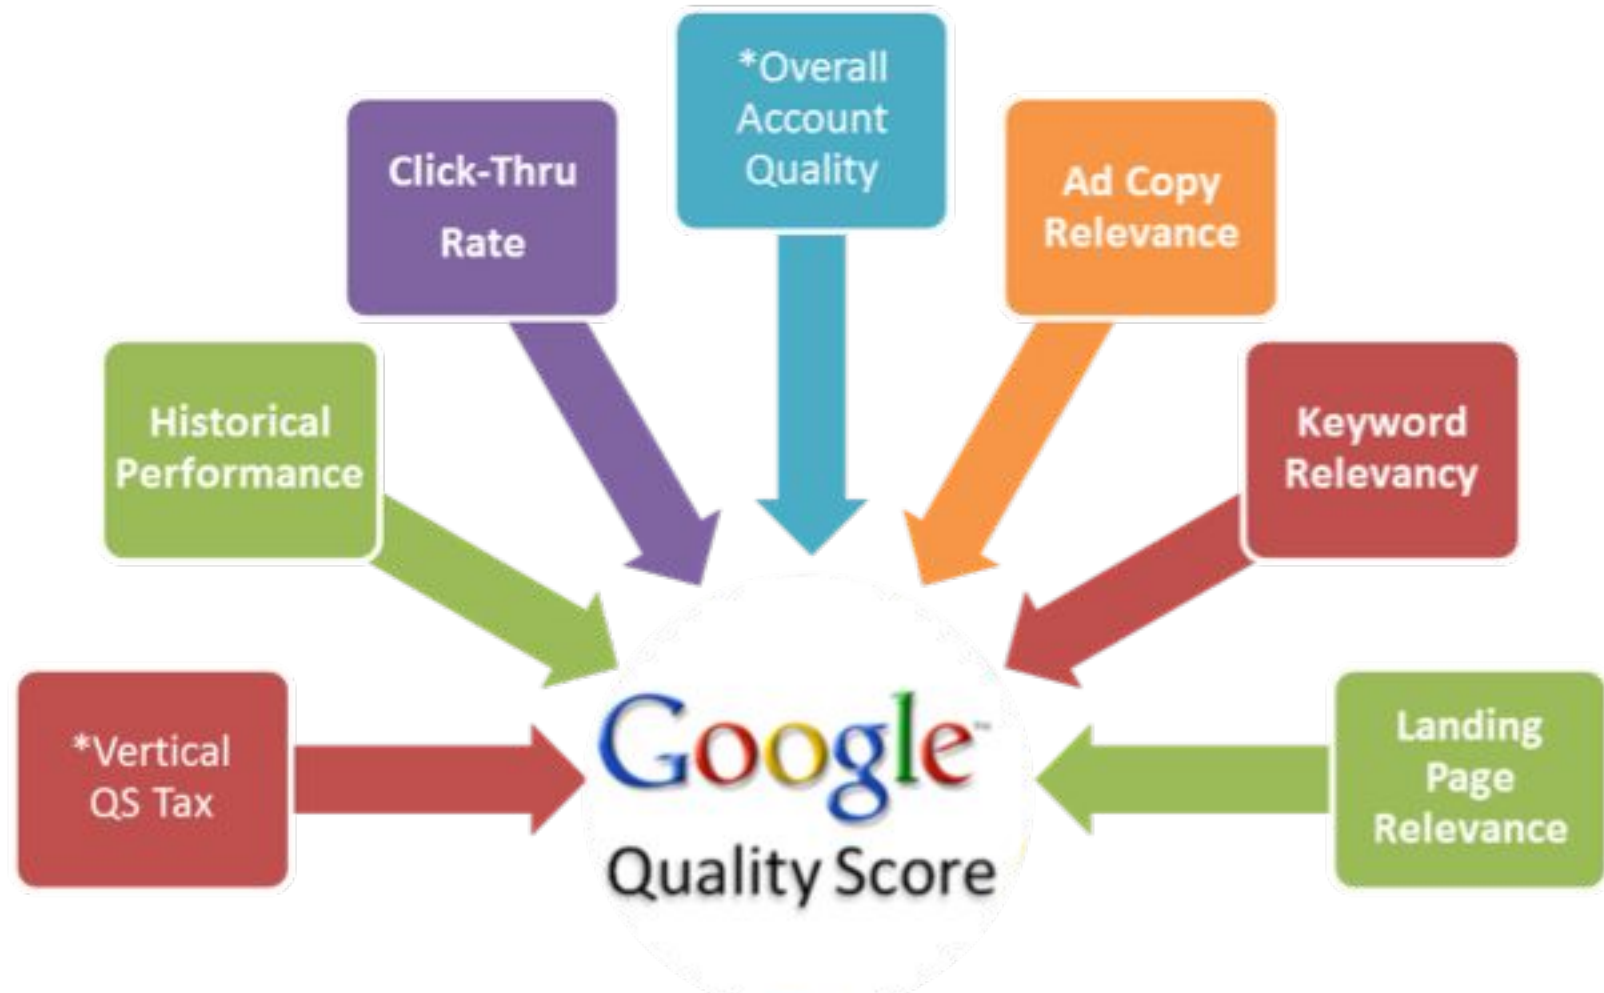 *Overall
Account
Quality
Click-Thru
Rate
Ad Copy
Relevance
Historical
Performance
Keyword
Relevancy
*Vertical
QS Tax
Landing
Page
Relevance
Google™
Quality Score